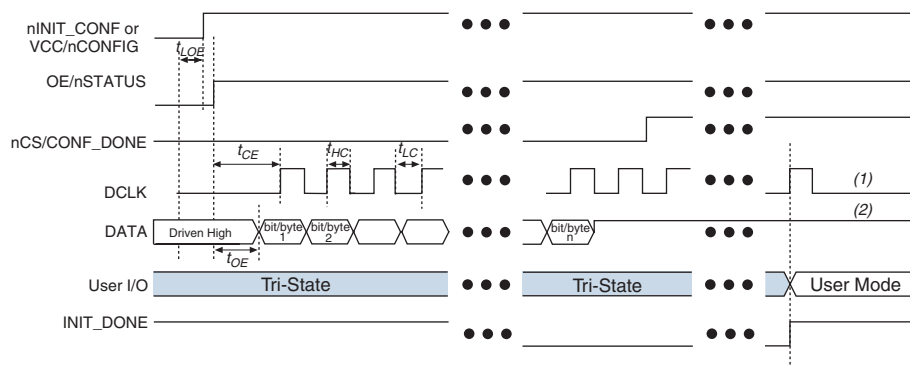 nINIT_CONF or
VCC/nCONFIG
tLOE
OE/nSTATUS
nCS/CONF_DONE
tCE
tHC
tLC
DCLK
(1)
(2)
DATA
Driven High
bit/byte
1
bit/byte
2
bit/byte
n
tOE
User I/O
Tri-State
Tri-State
User Mode
INIT_DONE